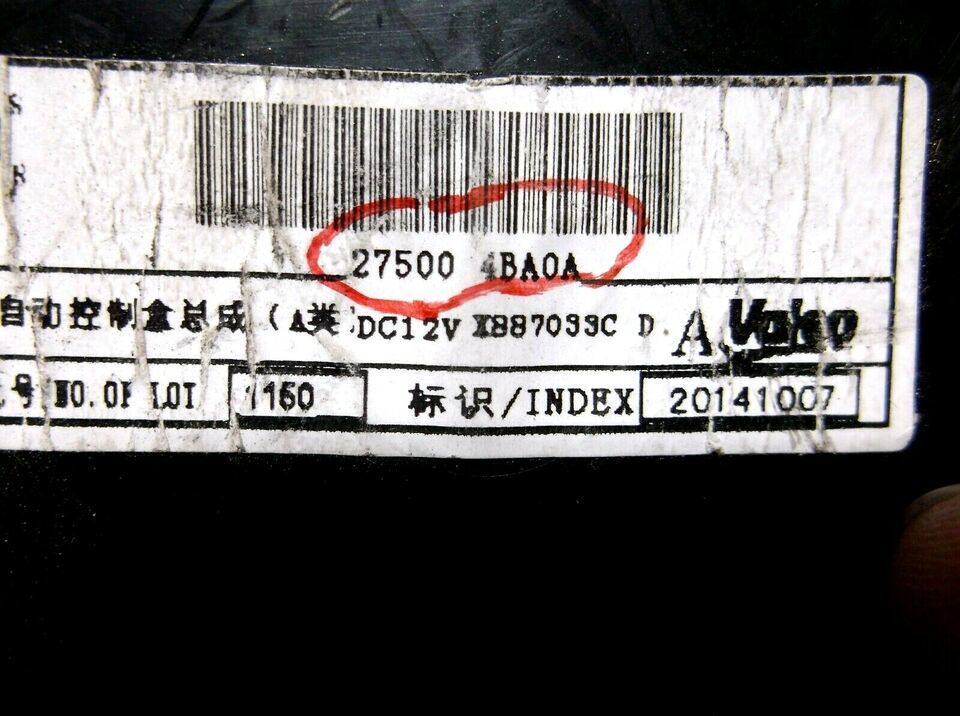 27500 4BA0A
自动控制盒总成(A类)DC12V X887033C D. A Valeo
号 NO.OF LOT 1150 标识/INDEX 20141007